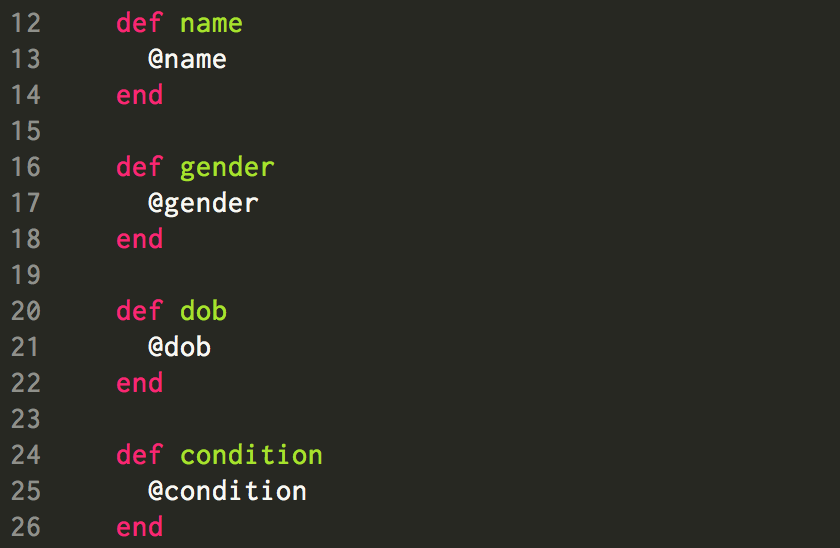 12 def name
13 @name
14 end
15
16 def gender
17 @gender
18 end
19
20 def dob
21 @dob
22 end
23
24 def condition
25 @condition
26 end